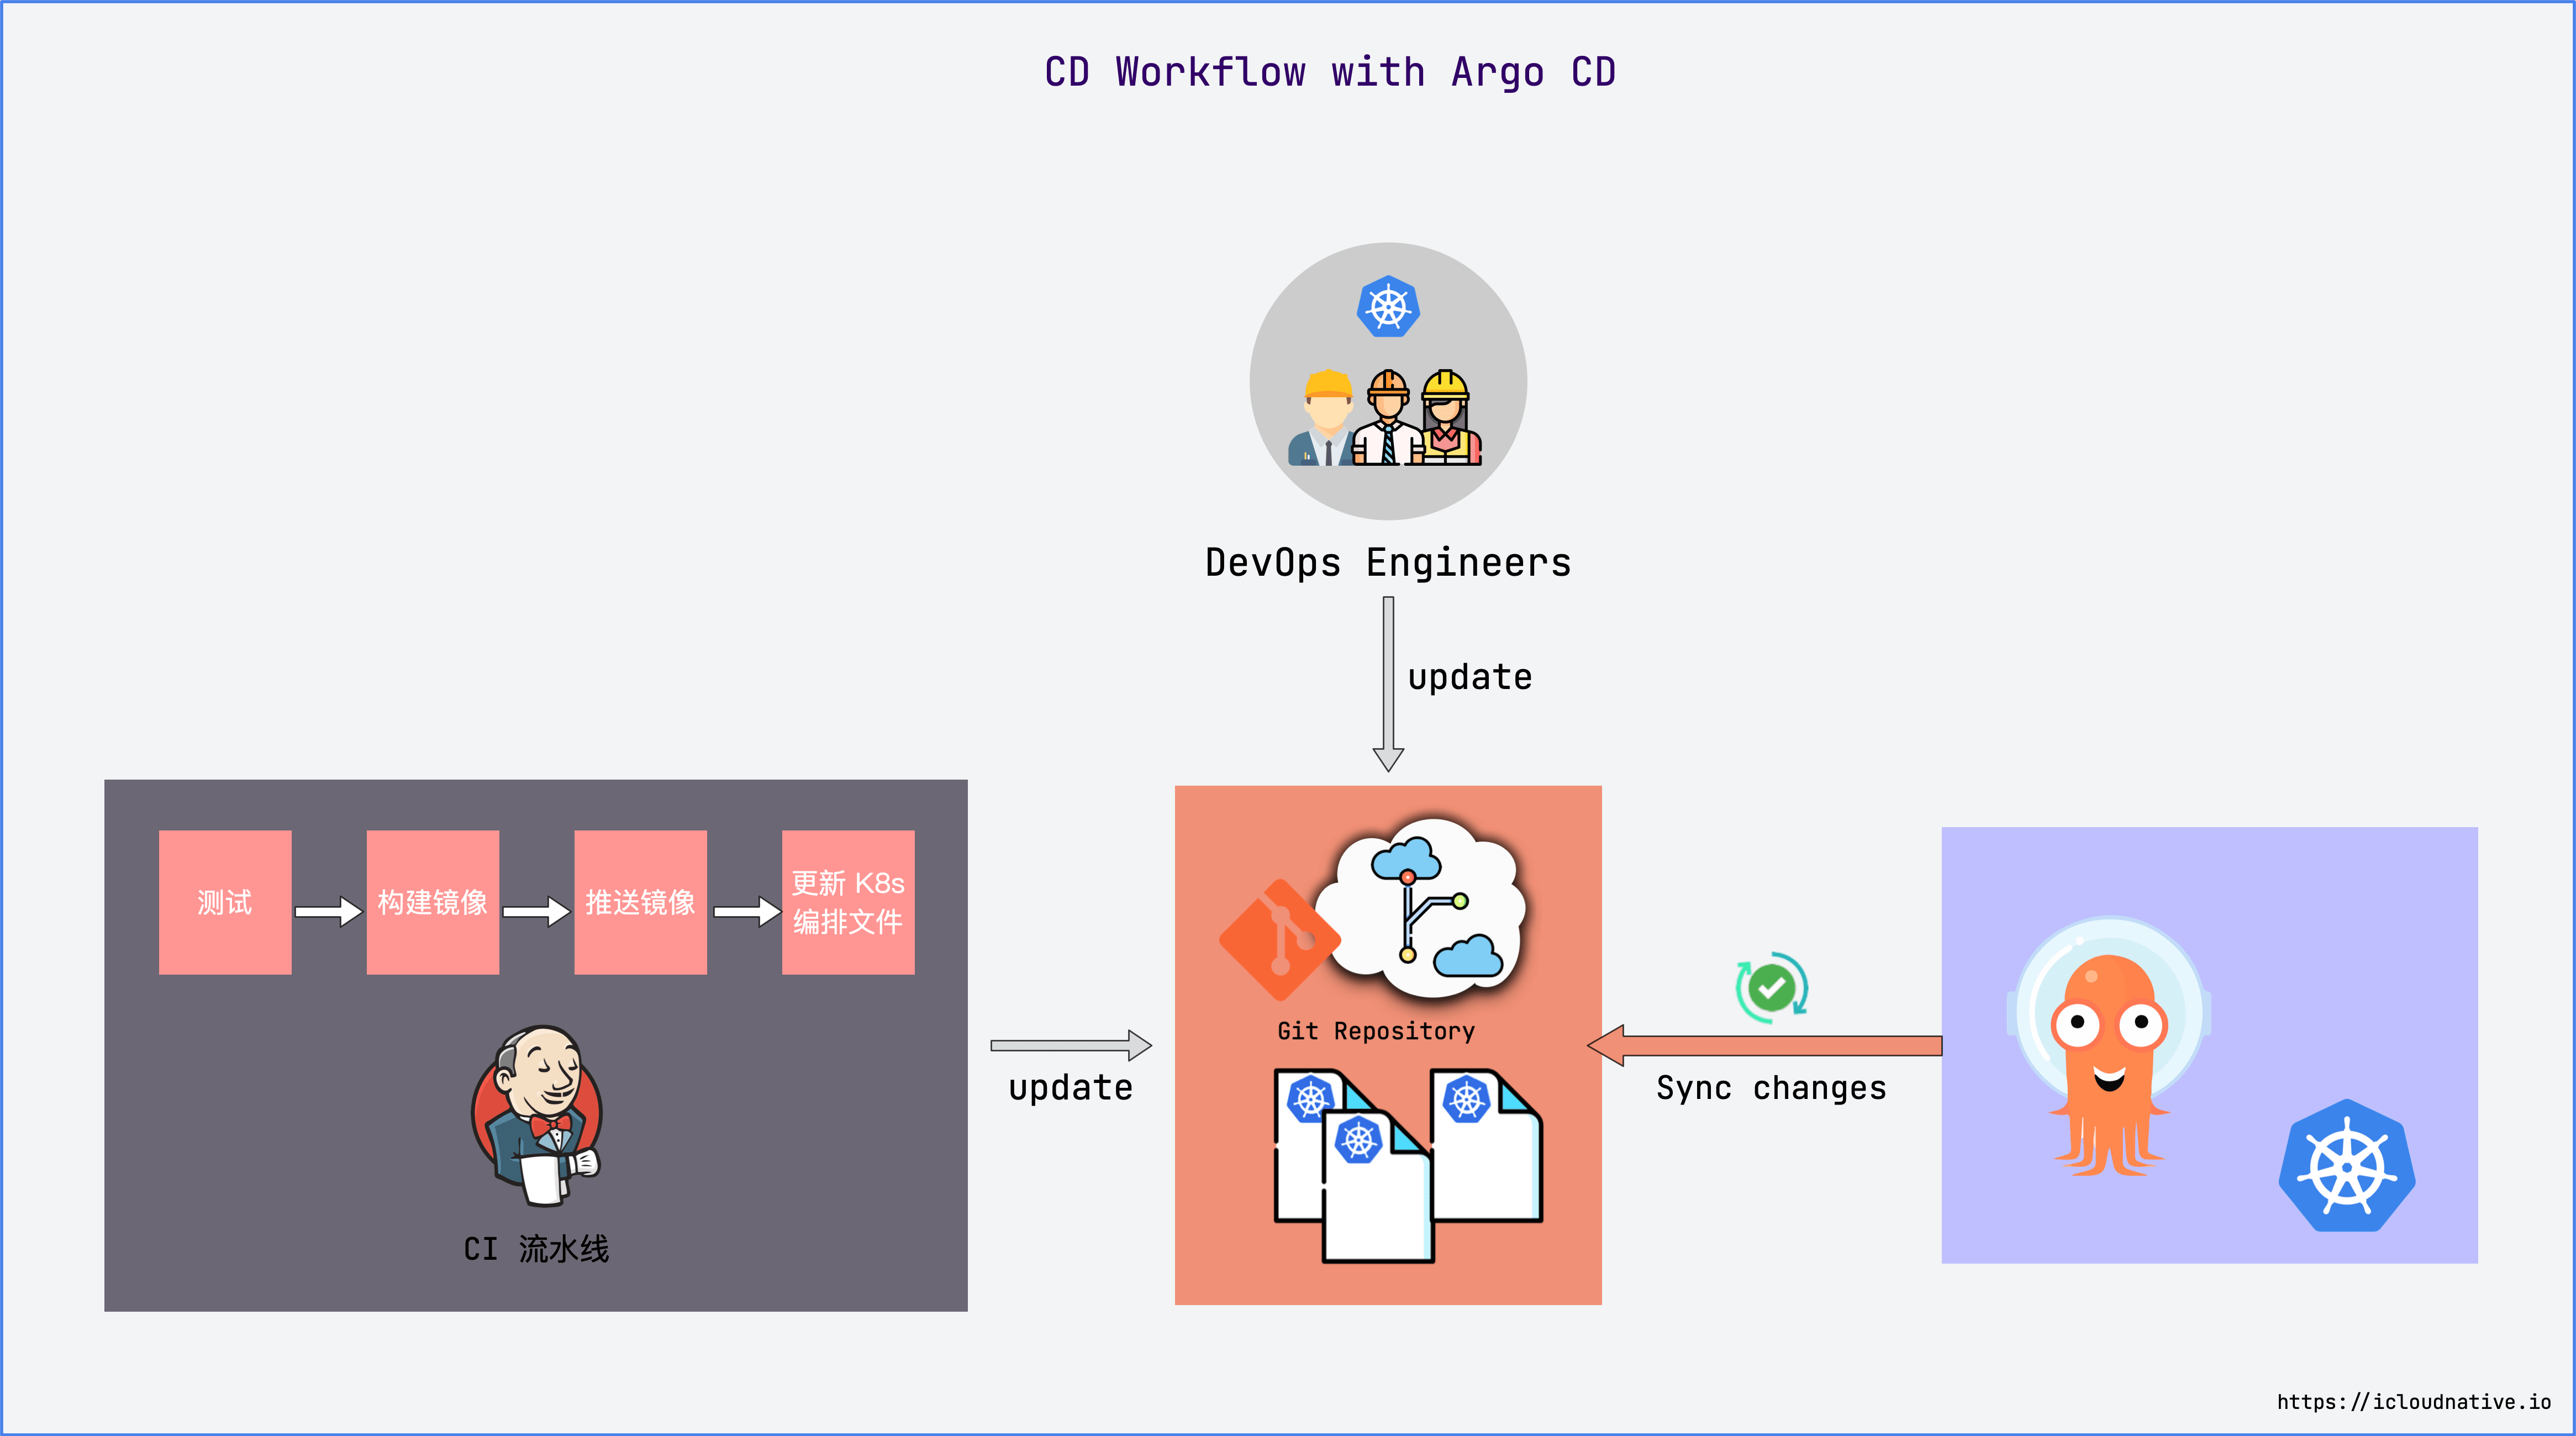 CD Workflow with Argo CD
DevOps Engineers
update
测试
构建镜像
推送镜像
更新 K8s
编排文件
CI 流水线
update
Git Repository
Sync changes
https://icloudnative.io